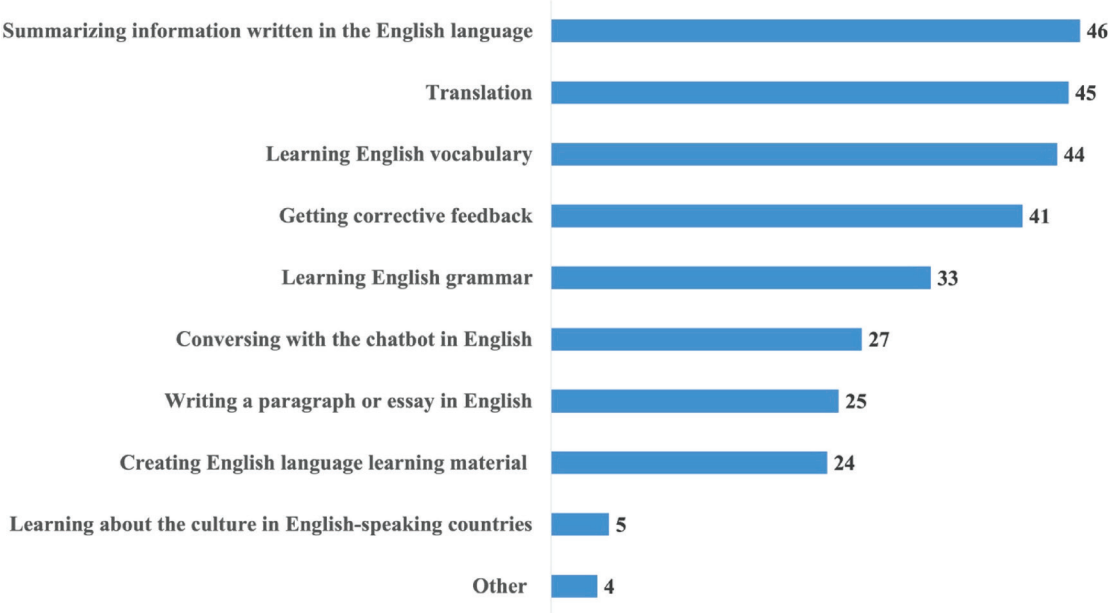 Summarizing information written in the English language 46
Translation 45
Learning English vocabulary 44
Getting corrective feedback 41
Learning English grammar 33
Conversing with the chatbot in English 27
Writing a paragraph or essay in English 25
Creating English language learning material 24
Learning about the culture in English-speaking countries 5
Other 4